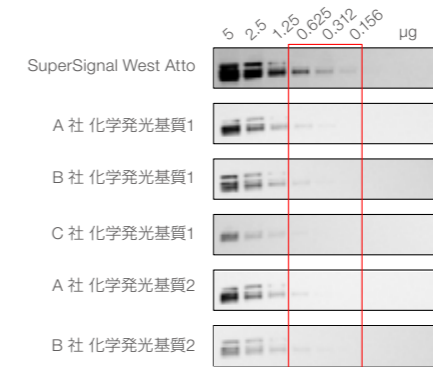 5 2.5 1.25 0.625 0.312 0.156 μg
SuperSignal West Atto
A 社 化学発光基質1
B 社 化学発光基質1
C 社 化学発光基質1
A 社 化学発光基質2
B 社 化学発光基質2